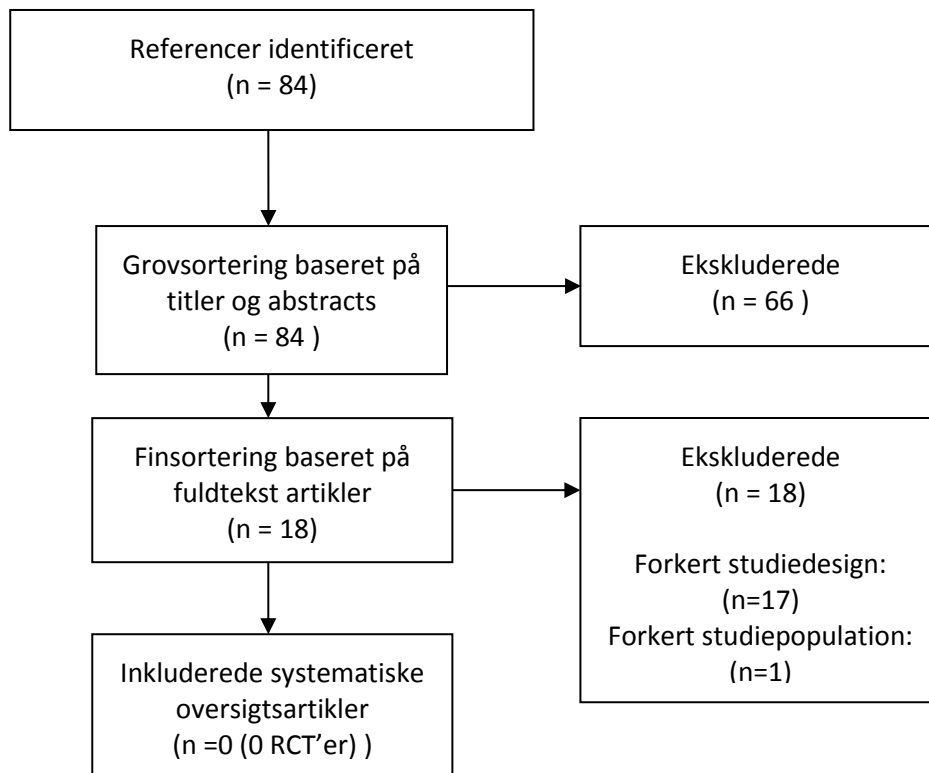 Referencer identificeret
(n = 84)
Grovsortering baseret på
titler og abstracts
(n = 84 )
Ekskluderede
(n = 66 )
Finsortering baseret på
fuldtekst artikler
(n = 18)
Ekskluderede
(n = 18)
Forkert studiedesign:
(n=17)
Forkert studiepopulation:
(n=1)
Inkluderede systematiske
oversigtsartikler
(n =0 (0 RCT’er) )